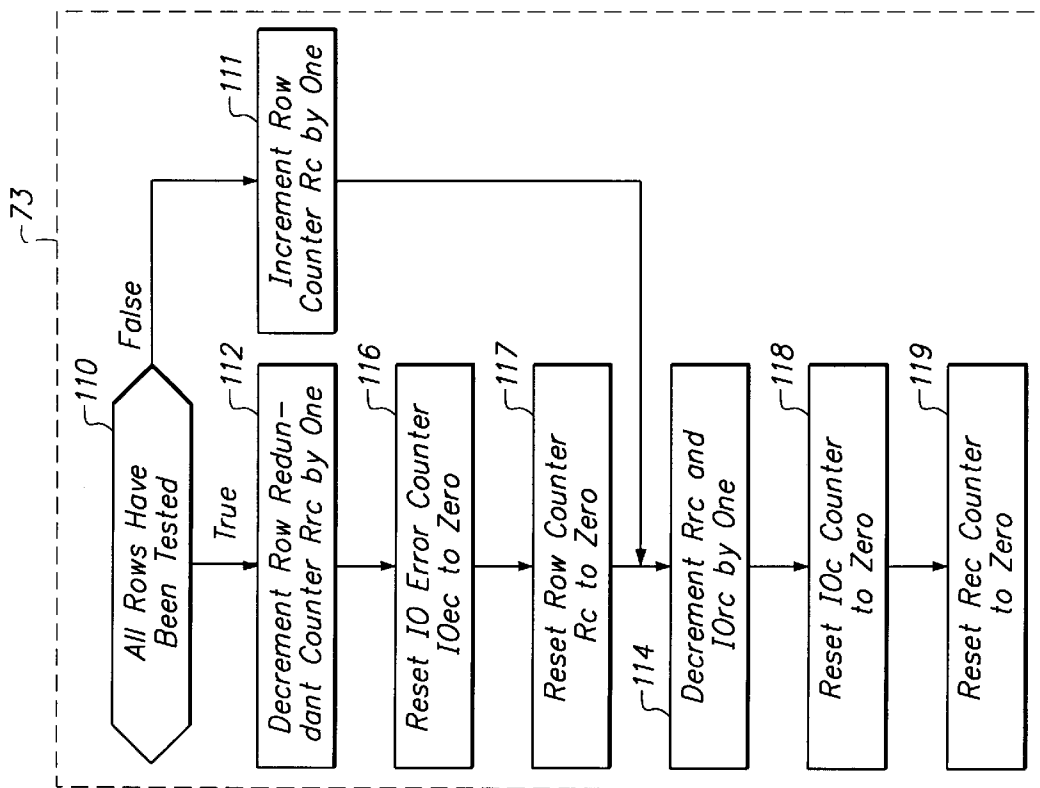 73
110
All Rows Have
Been Tested
False
True
111
Increment Row
Counter Rc by One
112
Decrement Row Redun-
dant Counter Rrc by One
116
Reset IO Error Counter
IOec to Zero
117
Reset Row Counter
Rc to Zero
114
Decrement Rrc and
IOrc by One
118
Reset IOc Counter
to Zero
119
Reset Rec Counter
to Zero